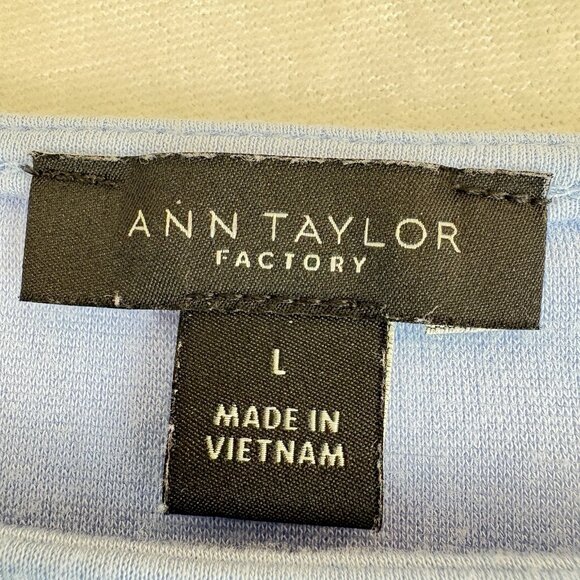 ANN TAYLOR
FACTORY
L
MADE IN
VIETNAM